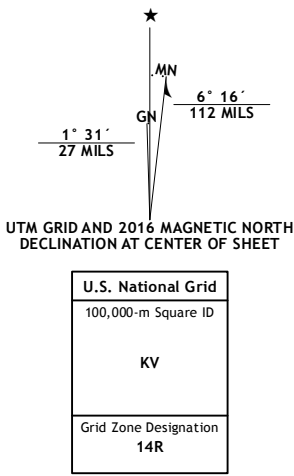 MN
GN
6° 16´
112 MILS
1° 31´
27 MILS
UTM GRID AND 2016 MAGNETIC NORTH
DECLINATION AT CENTER OF SHEET
U.S. National Grid
100,000-m Square ID
KV
Grid Zone Designation
14R